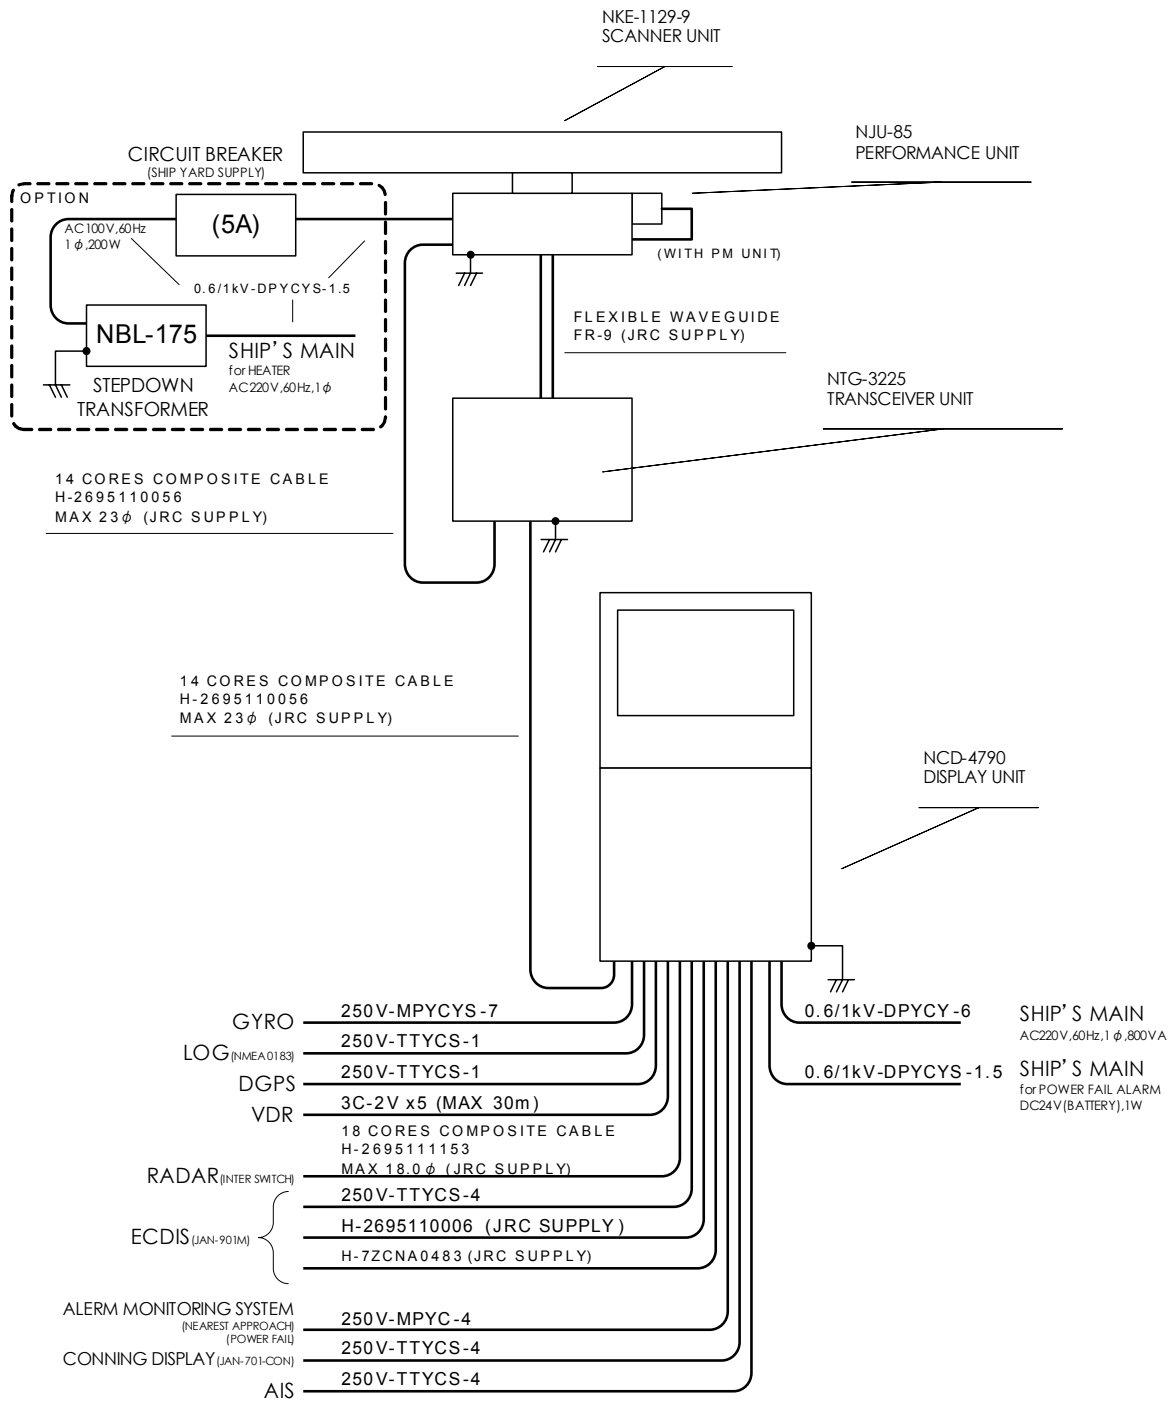 NKE-1129-9
SCANNER UNIT
NJU-85
PERFORMANCE UNIT
CIRCUIT BREAKER
(SHIP YARD SUPPLY)
OPTION
(5A)
AC100V,60Hz
1ϕ,200W
(WITH PM UNIT)
0.6/1kV-DPYCYS-1.5
FLEXIBLE WAVEGUIDE
FR-9 (JRC SUPPLY)
NBL-175
SHIP'S MAIN
for HEATER
AC220V,60Hz,1ϕ
STEPDOWN
TRANSFORMER
NTG-3225
TRANSCEIVER UNIT
14 CORES COMPOSITE CABLE
H-2695110056
MAX 23ϕ (JRC SUPPLY)
14 CORES COMPOSITE CABLE
H-2695110056
MAX 23ϕ (JRC SUPPLY)
NCD-4790
DISPLAY UNIT
GYRO 250V-MPYCYS-7
LOG(NMEA0183) 250V-TTYCS-1
DGPS 250V-TTYCS-1
VDR 3C-2V x5 (MAX 30m)
18 CORES COMPOSITE CABLE
H-2695111153
RADAR(INTER SWITCH) MAX 18.0ϕ (JRC SUPPLY)
250V-TTYCS-4
ECDIS(JAN-901M) H-2695110006 (JRC SUPPLY)
H-7ZCNA0483 (JRC SUPPLY)
ALERM MONITORING SYSTEM
(NEAREST APPROACH)
(POWER FAIL)
250V-MPYC-4
CONNING DISPLAY(JAN-701-CON) 250V-TTYCS-4
AIS 250V-TTYCS-4
0.6/1kV-DPYCY-6 SHIP'S MAIN
AC220V,60Hz,1ϕ,800VA
0.6/1kV-DPYCYS-1.5 SHIP'S MAIN
for POWER FAIL ALARM
DC24V(BATTERY),1W